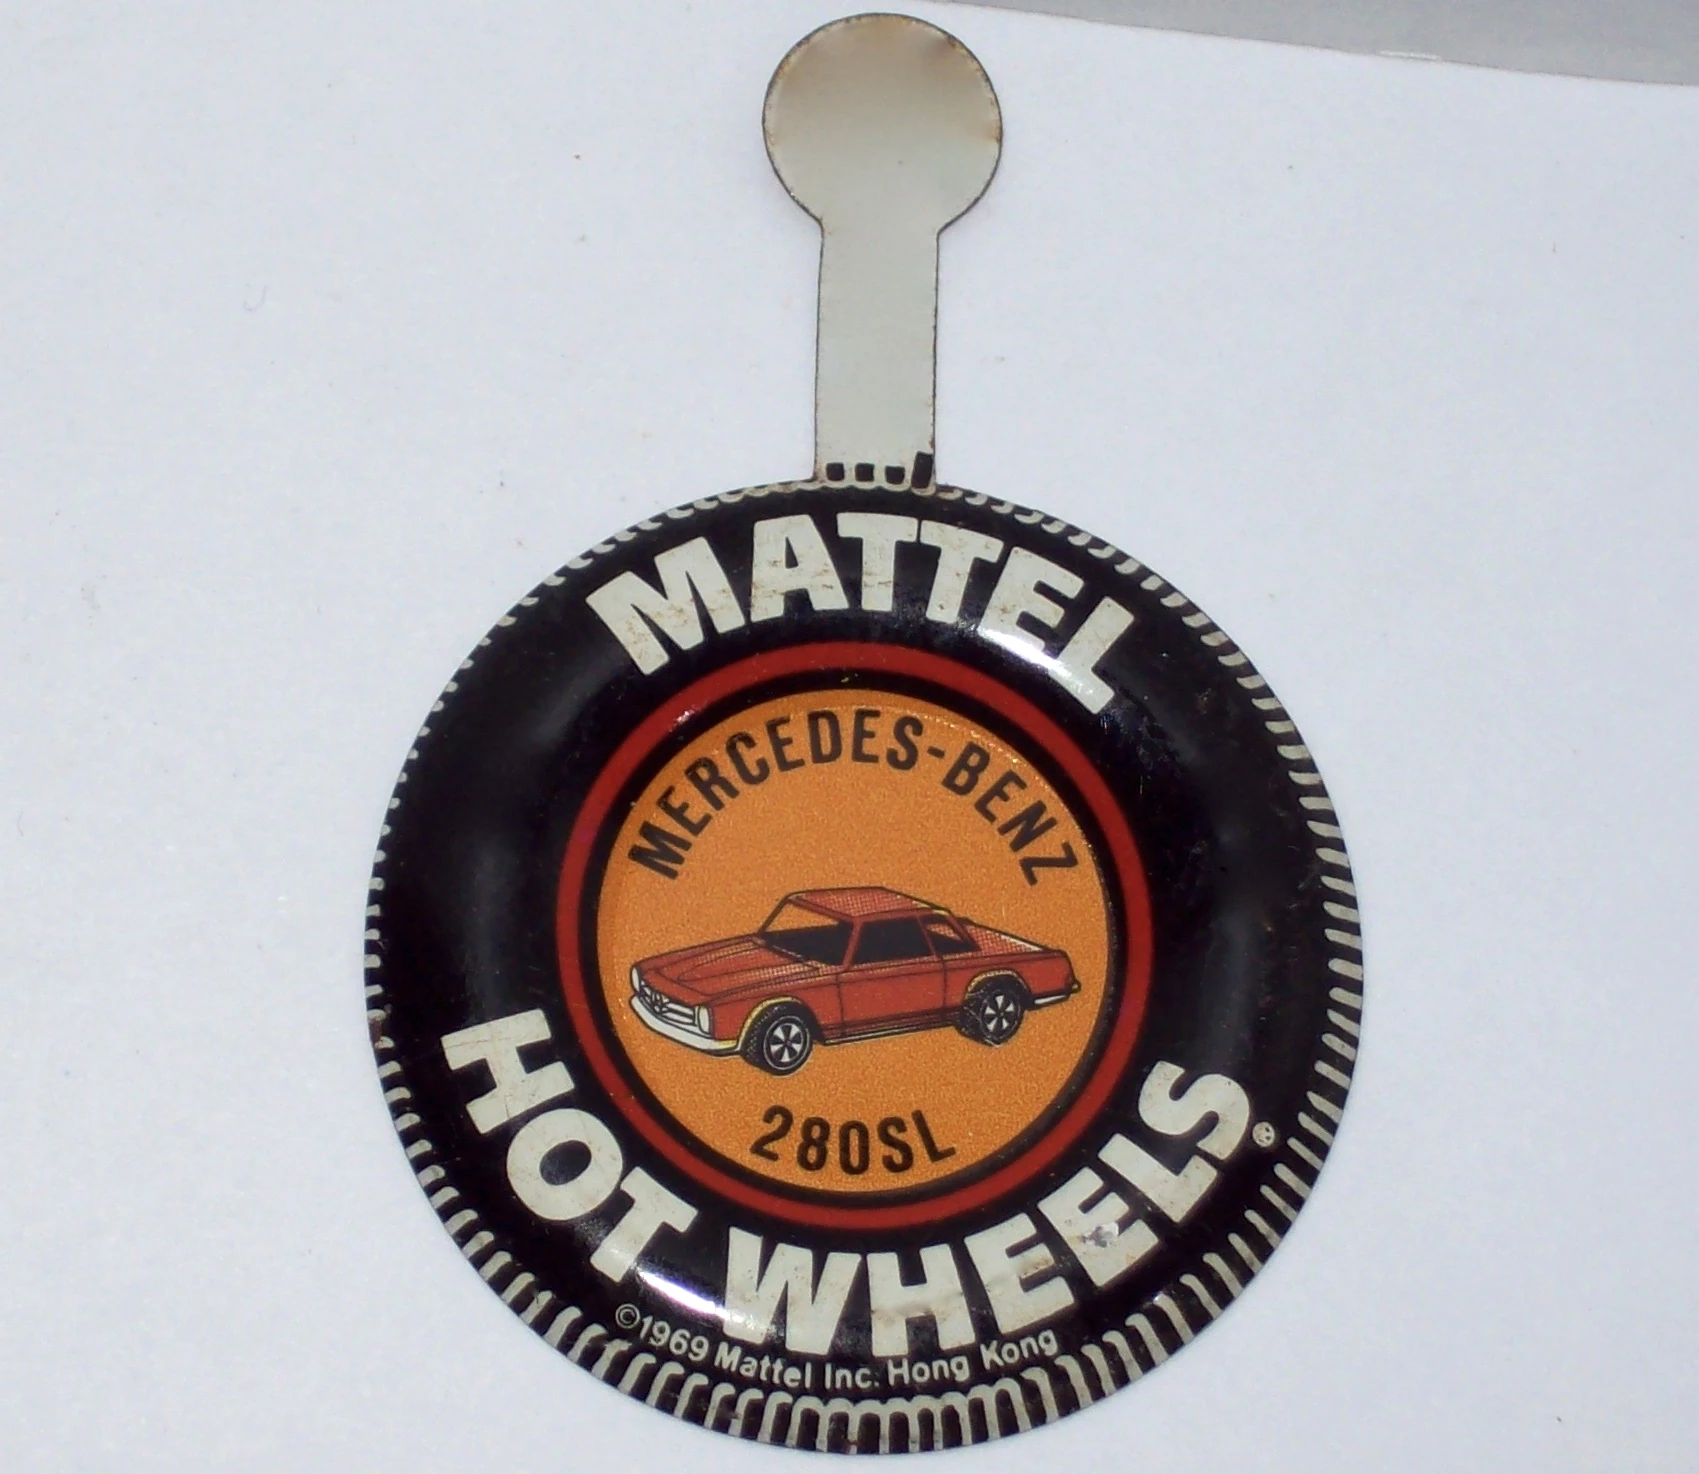 MATTEL
MERCEDES-BENZ
280SL
HOT WHEELS®
©1969 Mattel Inc. Hong Kong